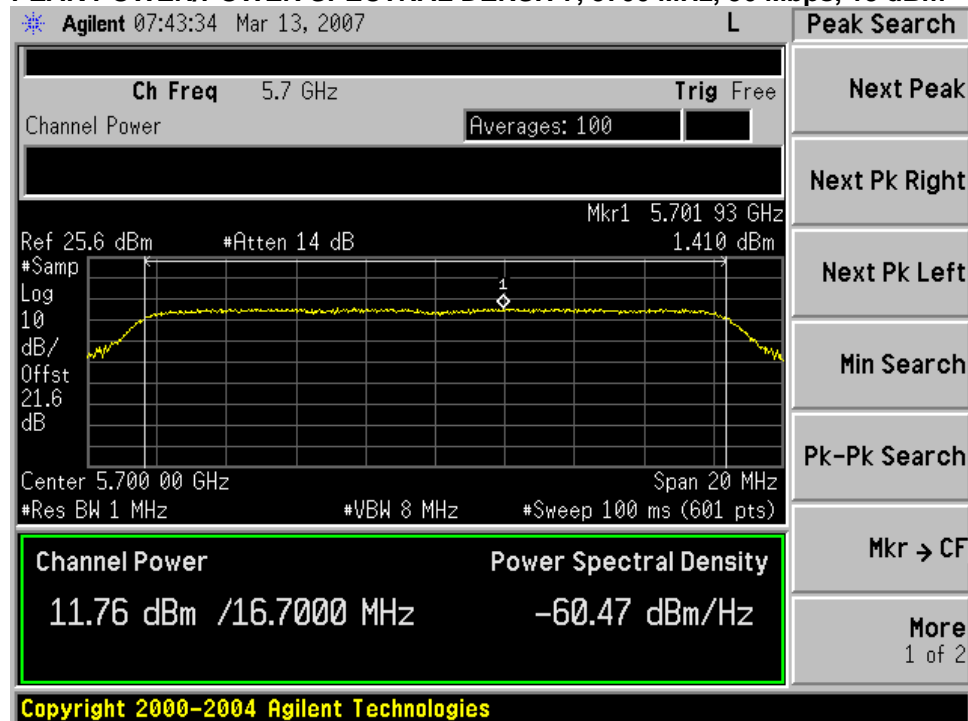 Agilent 07:43:34 Mar 13, 2007 L
Peak Search
Ch Freq 5.7 GHz Trig Free
Channel Power Averages: 100
Mkr1 5.701 93 GHz
Ref 25.6 dBm #Atten 14 dB 1.410 dBm
#Samp
Log
10
dB/
Offst
21.6
dB
1
Center 5.700 00 GHz Span 20 MHz
#Res BW 1 MHz #VBW 8 MHz #Sweep 100 ms (601 pts)
Channel Power Power Spectral Density
11.76 dBm /16.7000 MHz -60.47 dBm/Hz
Next Peak
Next Pk Right
Next Pk Left
Min Search
Pk-Pk Search
Mkr → CF
More
1 of 2
Copyright 2000-2004 Agilent Technologies